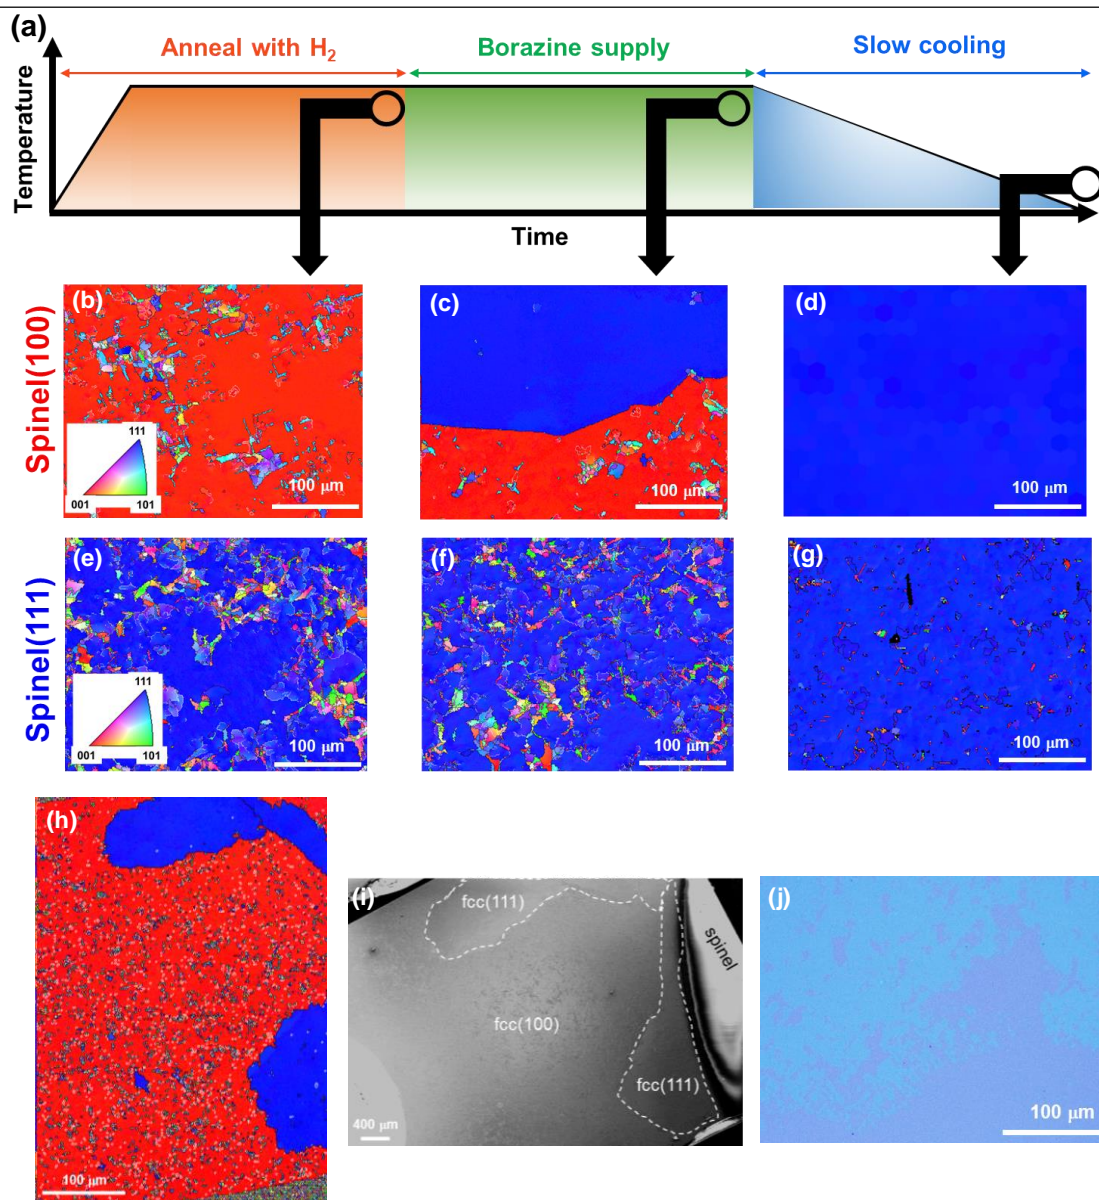 (a)
Anneal with H2
Borazine supply
Slow cooling
Temperature
Time
Spinel(100)
(b)
111
001
101
100 μm
(c)
100 μm
(d)
100 μm
Spinel(111)
(e)
111
001
101
100 μm
(f)
100 μm
(g)
100 μm
(h)
100 μm
(i)
fcc(111)
spinel
fcc(100)
fcc(111)
400 μm
(j)
100 μm